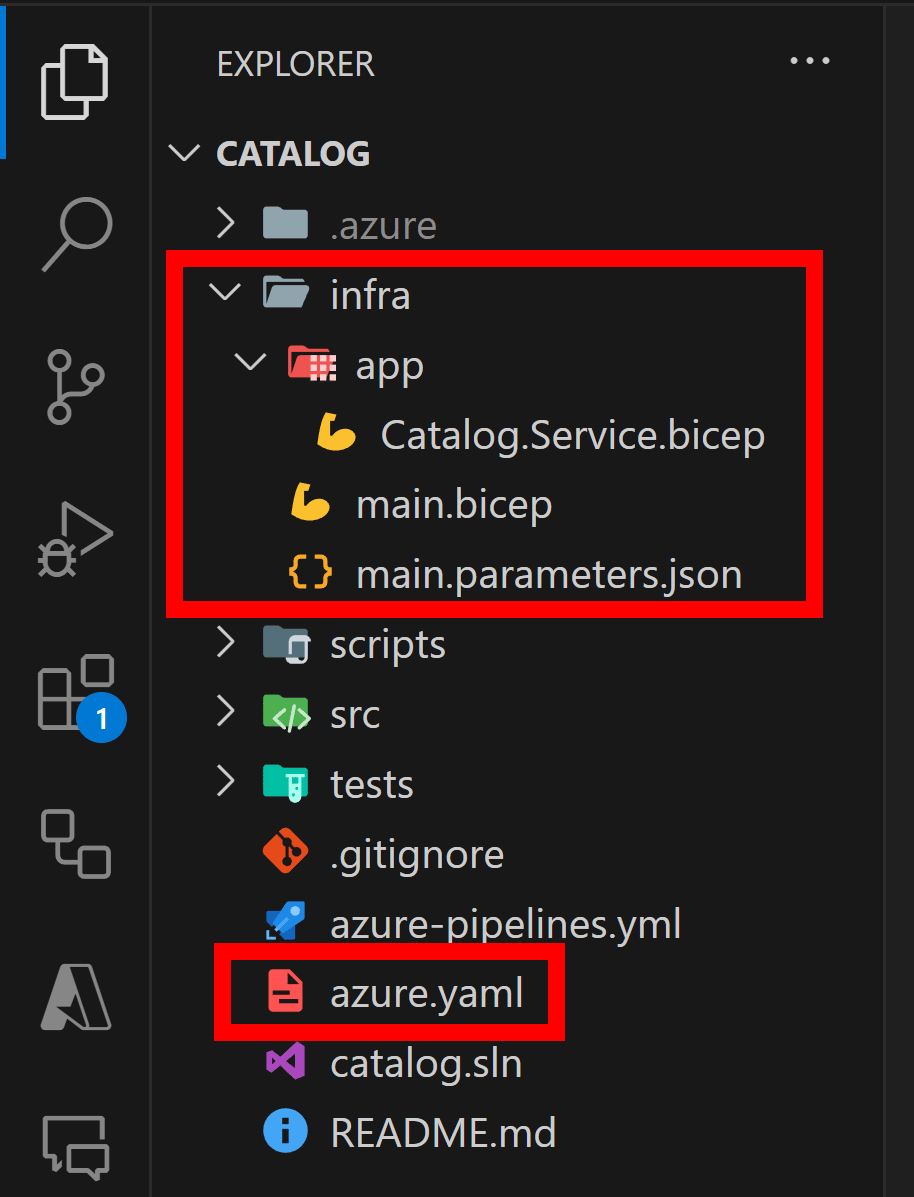 EXPLORER
CATALOG
.azure
infra
app
Catalog.Service.bicep
main.bicep
main.parameters.json
scripts
1
src
tests
.gitignore
azure-pipelines.yml
azure.yaml
catalog.sln
README.md